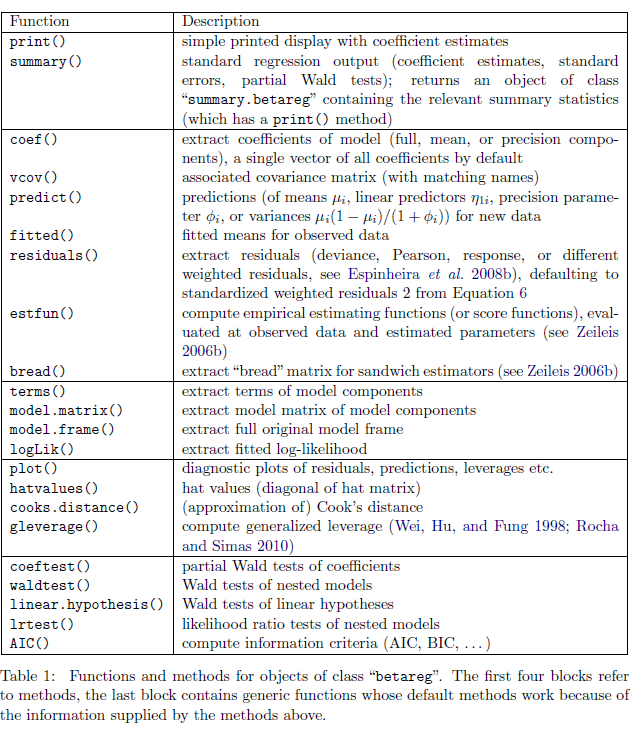 Function Description
print() simple printed display with coefficient estimates
summary() standard regression output (coefficient estimates, standard
errors, partial Wald tests); returns an object of class
“summary.betareg” containing the relevant summary statistics
(which has a print() method)
coef() extract coefficients of model (full, mean, or precision compo-
nents), a single vector of all coefficients by default
vcov() associated covariance matrix (with matching names)
predict() predictions (of means μᵢ, linear predictors η₁ᵢ, precision parame-
ter ϕᵢ, or variances μᵢ(1 − μᵢ)/(1 + ϕᵢ)) for new data
fitted() fitted means for observed data
residuals() extract residuals (deviance, Pearson, response, or different
weighted residuals, see Espinheira et al. 2008b), defaulting to
standardized weighted residuals 2 from Equation 6
estfun() compute empirical estimating functions (or score functions), eval-
uated at observed data and estimated parameters (see Zeileis
2006b)
bread() extract “bread” matrix for sandwich estimators (see Zeileis 2006b)
terms() extract terms of model components
model.matrix() extract model matrix of model components
model.frame() extract full original model frame
logLik() extract fitted log-likelihood
plot() diagnostic plots of residuals, predictions, leverages etc.
hatvalues() hat values (diagonal of hat matrix)
cooks.distance() (approximation of) Cook’s distance
gleverage() compute generalized leverage (Wei, Hu, and Fung 1998; Rocha
and Simas 2010)
coeftest() partial Wald tests of coefficients
waldtest() Wald tests of nested models
linear.hypothesis() Wald tests of linear hypotheses
lrtest() likelihood ratio tests of nested models
AIC() compute information criteria (AIC, BIC, …)
Table 1: Functions and methods for objects of class “betareg”. The first four blocks refer
to methods, the last block contains generic functions whose default methods work because of
the information supplied by the methods above.